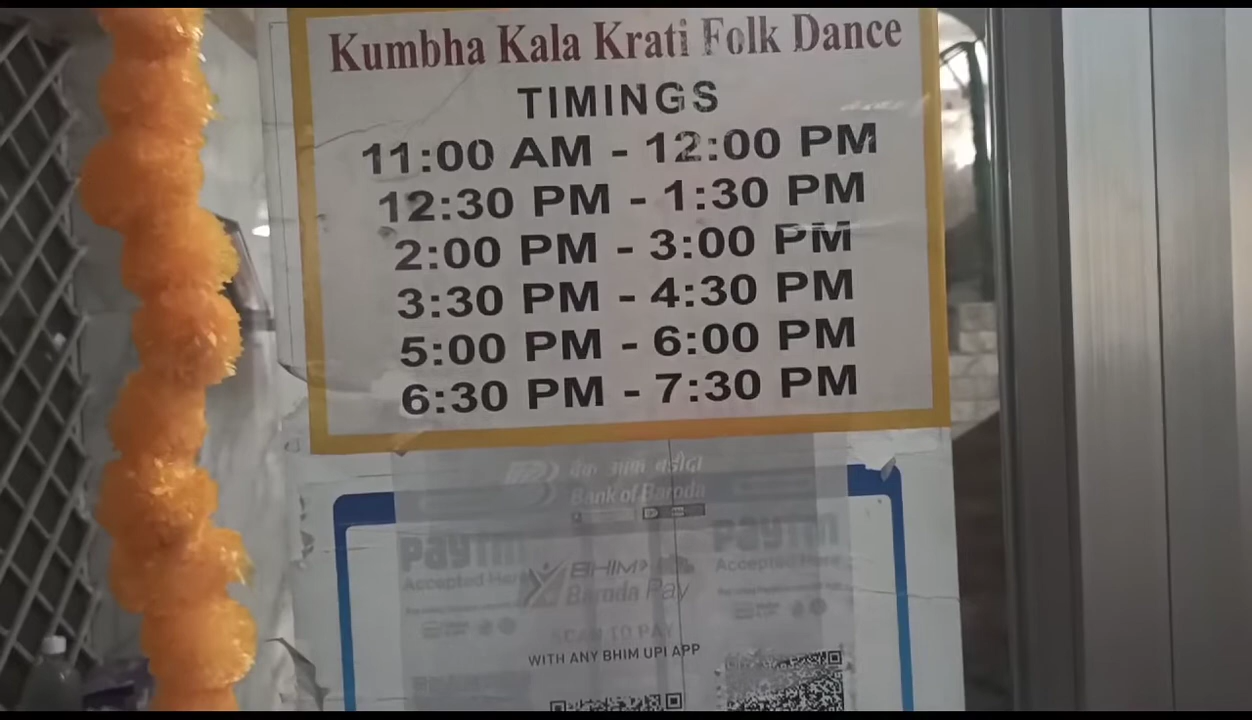 Kumbha Kala Krati Folk Dance
TIMINGS
11:00 AM - 12:00 PM
12:30 PM - 1:30 PM
2:00 PM - 3:00 PM
3:30 PM - 4:30 PM
5:00 PM - 6:00 PM
6:30 PM - 7:30 PM
बैंक ऑफ़ बड़ौदा
Bank of Baroda
paytm paytm
Accepted Here Accepted
BHIM
Baroda Pay
SCAN TO PAY
WITH ANY BHIM UPI APP